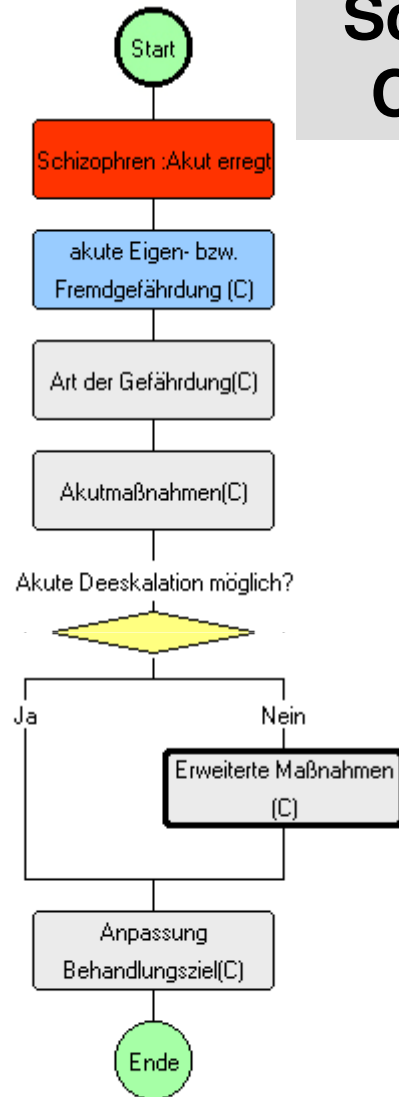 Start
Schizophren :Akut erregt
akute Eigen- bzw.
Fremdgefährdung (C)
Art der Gefährdung(C)
Akutmaßnahmen(C)
Akute Deeskalation möglich?
Ja
Nein
Erweiterte Maßnahmen
(C)
Anpassung
Behandlungsziel(C)
Ende